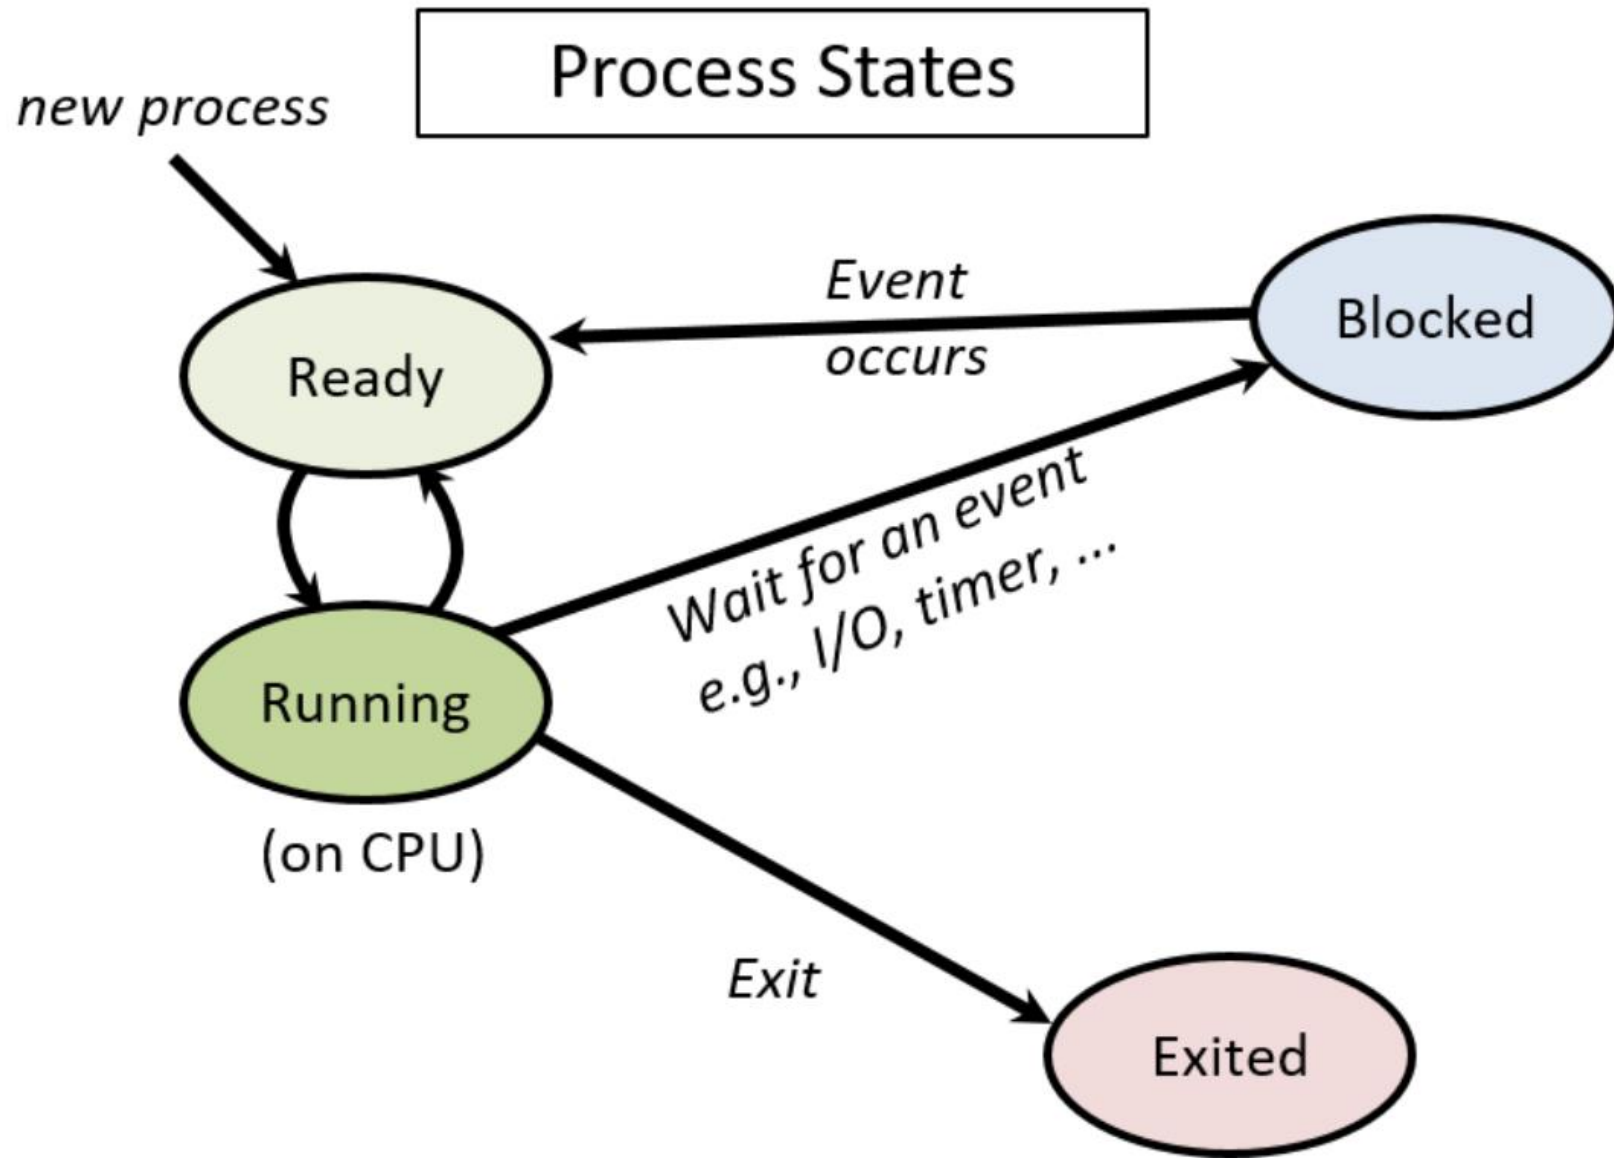 Process States
new process
Event
occurs
Blocked
Ready
Wait for an event
e.g., I/O, timer, ...
Running
(on CPU)
Exit
Exited